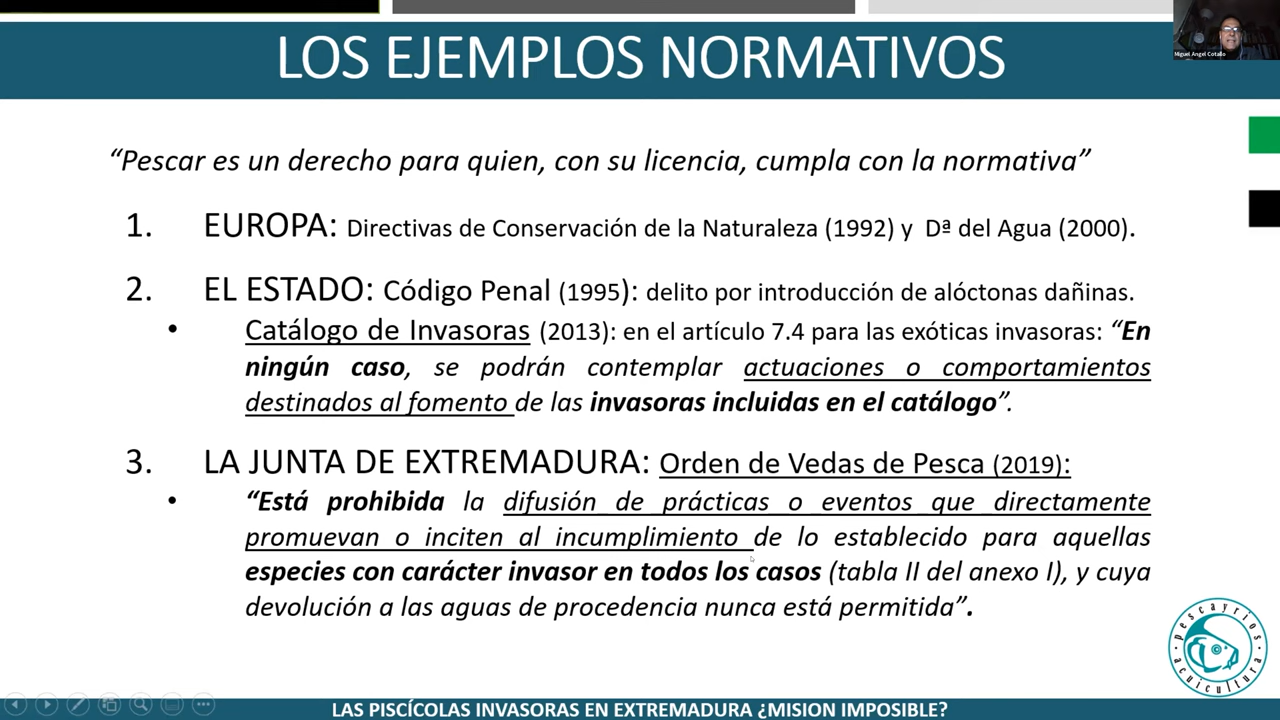 Miguel Angel Cotallo
LOS EJEMPLOS NORMATIVOS
“Pescar es un derecho para quien, con su licencia, cumpla con la normativa”
1. EUROPA: Directivas de Conservación de la Naturaleza (1992) y Dª del Agua (2000).
2. EL ESTADO: Código Penal (1995): delito por introducción de alóctonas dañinas.
• Catálogo de Invasoras (2013): en el artículo 7.4 para las exóticas invasoras: “En
ningún caso, se podrán contemplar actuaciones o comportamientos
destinados al fomento de las invasoras incluidas en el catálogo”.
3. LA JUNTA DE EXTREMADURA: Orden de Vedas de Pesca (2019):
• “Está prohibida la difusión de prácticas o eventos que directamente
promuevan o inciten al incumplimiento de lo establecido para aquellas
especies con carácter invasor en todos los casos (tabla II del anexo I), y cuya
devolución a las aguas de procedencia nunca está permitida”.
pescayríos
acuicultura
LAS PISCÍCOLAS INVASORAS EN EXTREMADURA ¿MISION IMPOSIBLE?